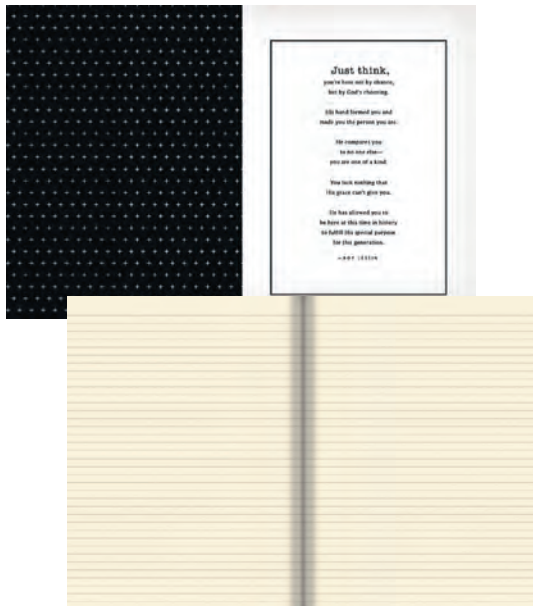 Just think,
you're here not by chance,
but by God's choosing.
His hand formed you and
made you the person you are.
He compares you
to no one else—
you are one of a kind.
You lack nothing that
His grace can't give you.
He has allowed you to
be here at this time in history
to fulfill His special purpose
for this generation.
—ROY LESSIN